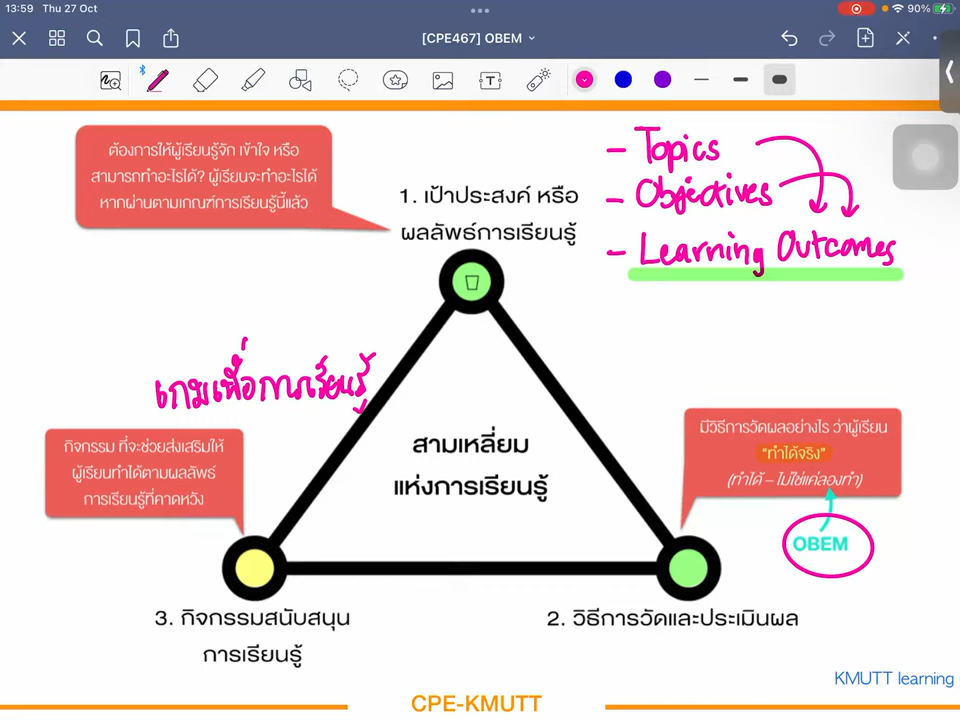 13:59 Thu 27 Oct
90%
[CPE467] OBEM
T
ต้องการให้ผู้เรียนรู้จัก เข้าใจ หรือ
สามารถทำอะไรได้? ผู้เรียนจะทำอะไรได้
หากผ่านตามเกณฑ์การเรียนรู้นี้แล้ว
1. เป้าประสงค์ หรือ
ผลลัพธ์การเรียนรู้
- Topics
- Objectives
- Learning Outcomes
เกมเพื่อการเรียนรู้
กิจกรรม ที่จะช่วยส่งเสริมให้
ผู้เรียนทำได้ตามผลลัพธ์
การเรียนรู้ที่คาดหวัง
สามเหลี่ยม
แห่งการเรียนรู้
มีวิธีการวัดผลอย่างไร ว่าผู้เรียน
“ทำได้จริง”
(ทำได้ – ไม่ใช่แค่ลองทำ)
OBEM
3. กิจกรรมสนับสนุน
การเรียนรู้
2. วิธีการวัดและประเมินผล
KMUTT learning
CPE-KMUTT